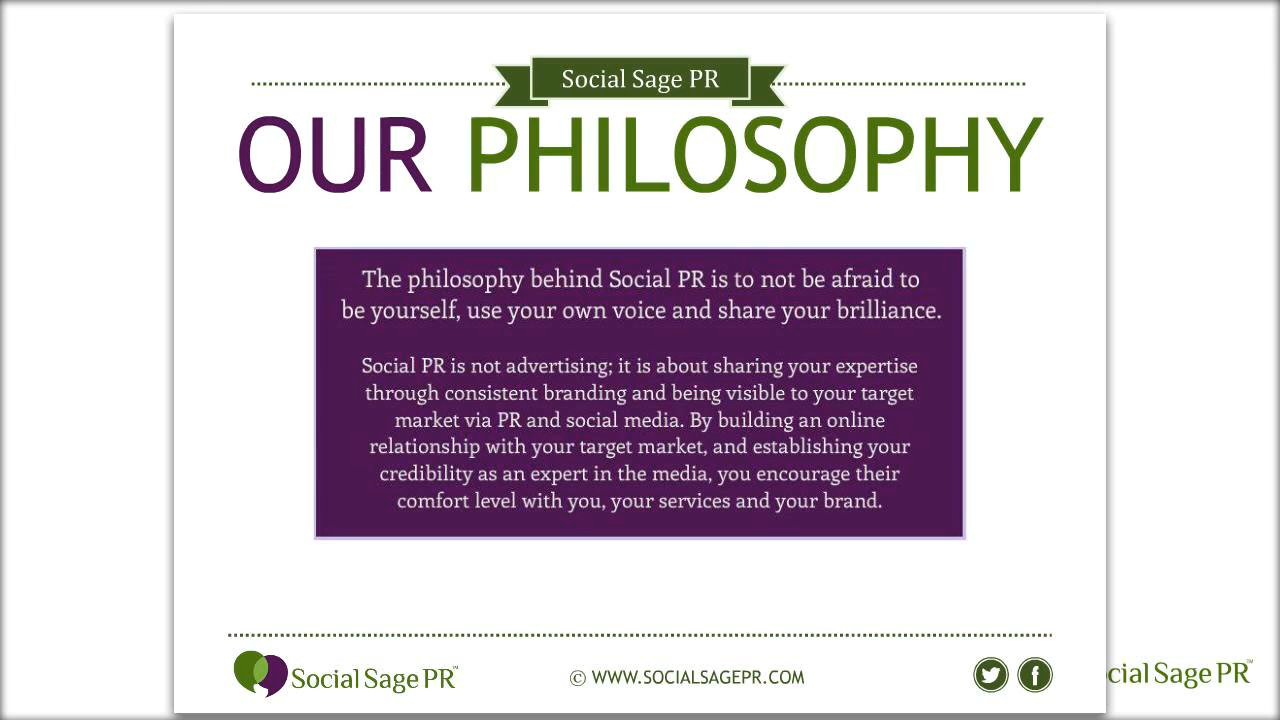 Social Sage PR
OUR PHILOSOPHY
The philosophy behind Social PR is to not be afraid to
be yourself, use your own voice and share your brilliance.
Social PR is not advertising; it is about sharing your expertise
through consistent branding and being visible to your target
market via PR and social media. By building an online
relationship with your target market, and establishing your
credibility as an expert in the media, you encourage their
comfort level with you, your services and your brand.
Social Sage PR™
© WWW.SOCIALSAGEPR.COM
cial Sage PR™